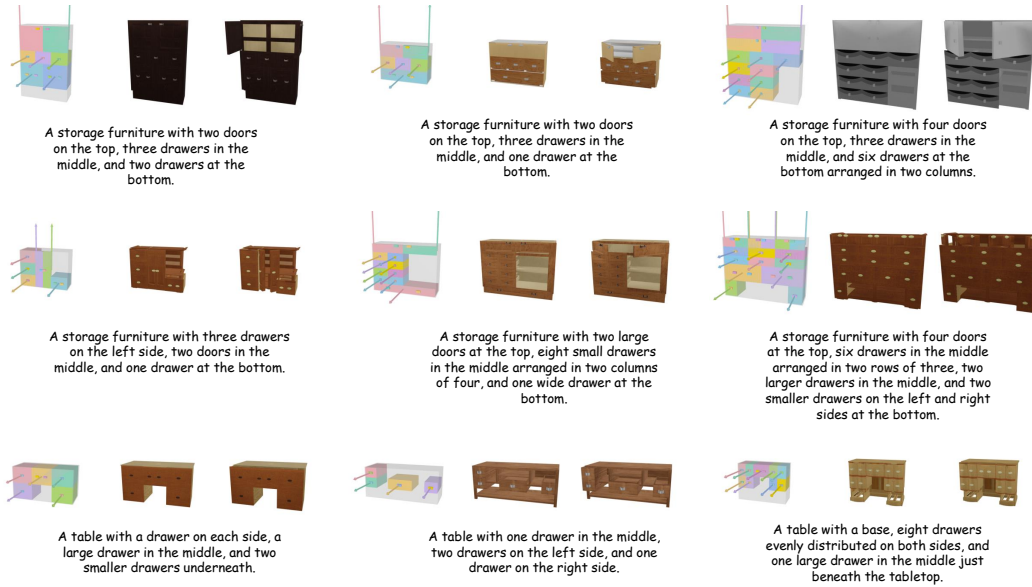 A storage furniture with two doors
on the top, three drawers in the
middle, and two drawers at the
bottom.
A storage furniture with two doors
on the top, three drawers in the
middle, and one drawer at the
bottom.
A storage furniture with four doors
on the top, three drawers in the
middle, and six drawers at the
bottom arranged in two columns.
A storage furniture with three drawers
on the left side, two doors in the
middle, and one drawer at the bottom.
A storage furniture with two large
doors at the top, eight small drawers
in the middle arranged in two columns
of four, and one wide drawer at the
bottom.
A storage furniture with four doors
at the top, six drawers in the middle
arranged in two rows of three, two
larger drawers in the middle, and two
smaller drawers on the left and right
sides at the bottom.
A table with a drawer on each side, a
large drawer in the middle, and two
smaller drawers underneath.
A table with one drawer in the middle,
two drawers on the left side, and one
drawer on the right side.
A table with a base, eight drawers
evenly distributed on both sides, and
one large drawer in the middle just
beneath the tabletop.